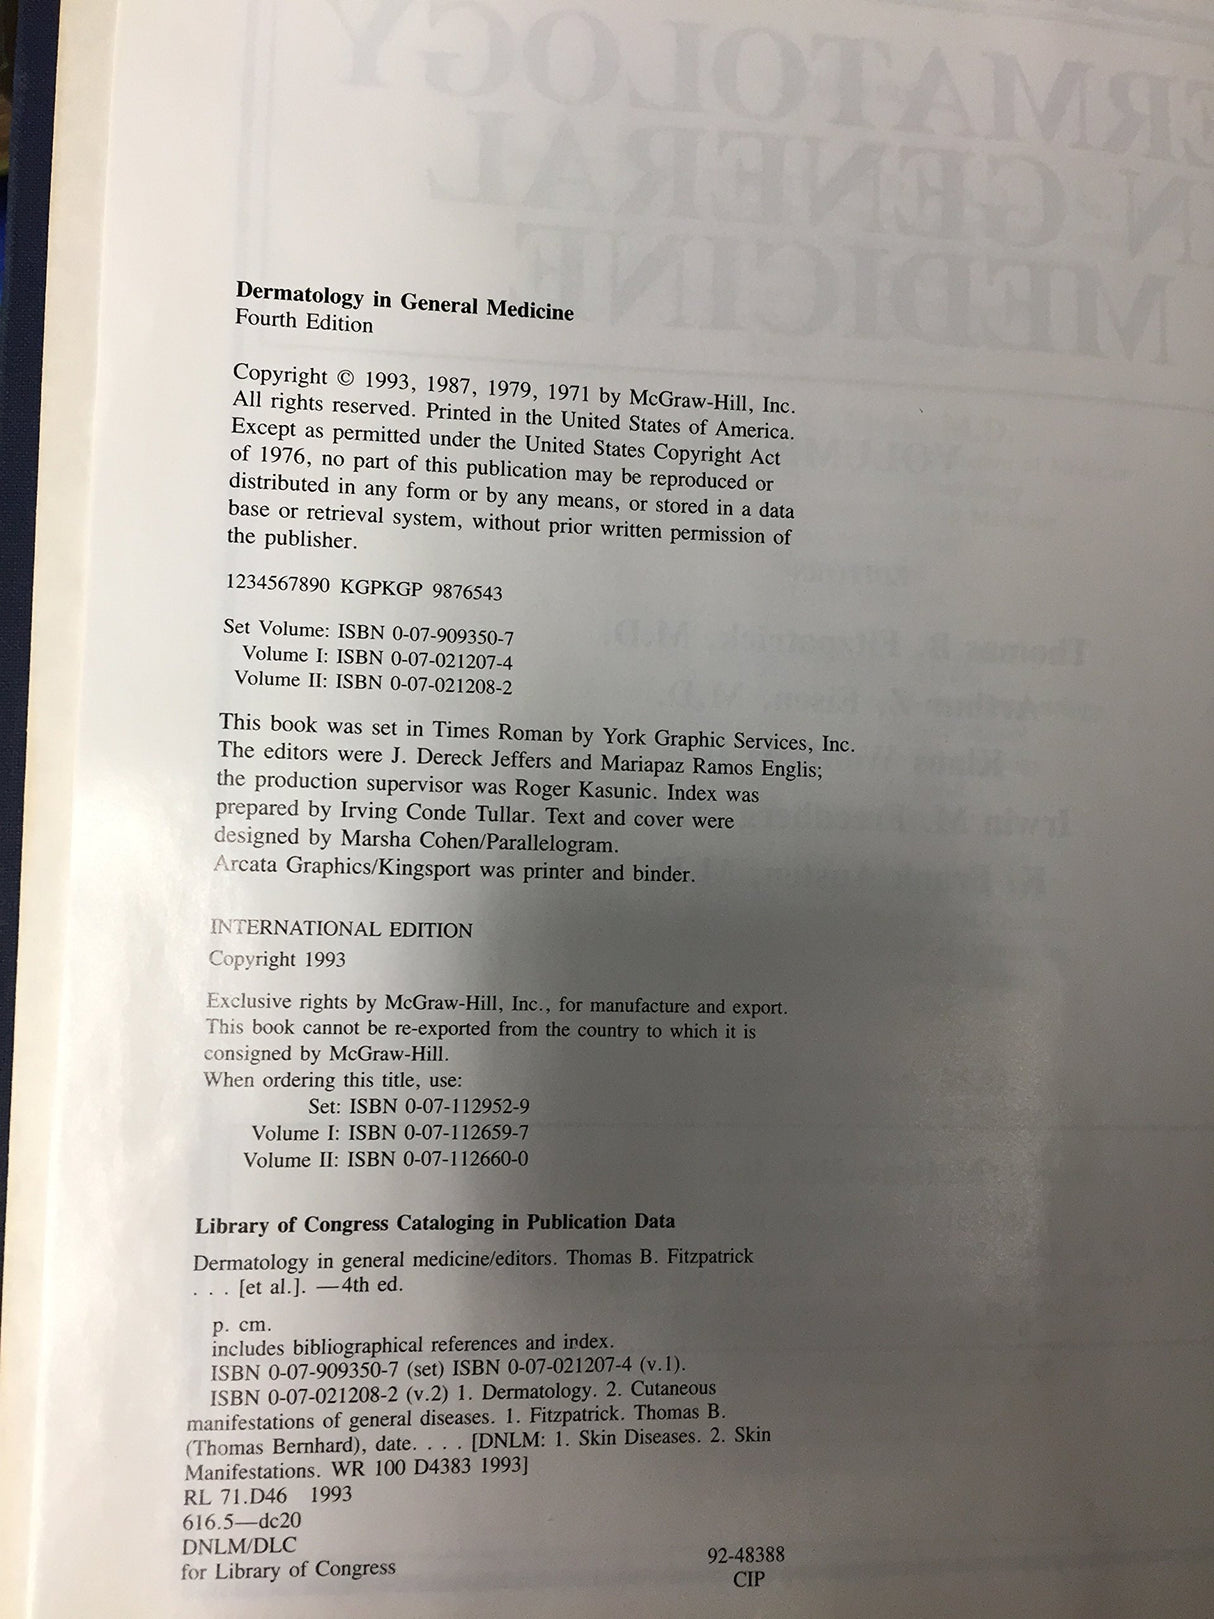 DERMATOLOGY
IN GENERAL
MEDICINE
Dermatology in General Medicine
Fourth Edition
Copyright © 1993, 1987, 1979, 1971 by McGraw-Hill, Inc.
All rights reserved. Printed in the United States of America.
Except as permitted under the United States Copyright Act
of 1976, no part of this publication may be reproduced or
distributed in any form or by any means, or stored in a data
base or retrieval system, without prior written permission of
the publisher.
1234567890 KGPKGP 9876543
Set Volume: ISBN 0-07-909350-7
Volume I: ISBN 0-07-021207-4
Volume II: ISBN 0-07-021208-2
This book was set in Times Roman by York Graphic Services, Inc.
The editors were J. Dereck Jeffers and Mariapaz Ramos Englis;
the production supervisor was Roger Kasunic. Index was
prepared by Irving Conde Tullar. Text and cover were
designed by Marsha Cohen/Parallelogram.
Arcata Graphics/Kingsport was printer and binder.
INTERNATIONAL EDITION
Copyright 1993
Exclusive rights by McGraw-Hill, Inc., for manufacture and export.
This book cannot be re-exported from the country to which it is
consigned by McGraw-Hill.
When ordering this title, use:
Set: ISBN 0-07-112952-9
Volume I: ISBN 0-07-112659-7
Volume II: ISBN 0-07-112660-0
Library of Congress Cataloging in Publication Data
Dermatology in general medicine/editors. Thomas B. Fitzpatrick
. . . [et al.]. —4th ed.
p. cm.
includes bibliographical references and index.
ISBN 0-07-909350-7 (set) ISBN 0-07-021207-4 (v.1).
ISBN 0-07-021208-2 (v.2) 1. Dermatology. 2. Cutaneous
manifestations of general diseases. 1. Fitzpatrick. Thomas B.
(Thomas Bernhard), date. . . . [DNLM: 1. Skin Diseases. 2. Skin
Manifestations. WR 100 D4383 1993]
RL 71.D46 1993
616.5—dc20
DNLM/DLC
for Library of Congress
92-48388
CIP